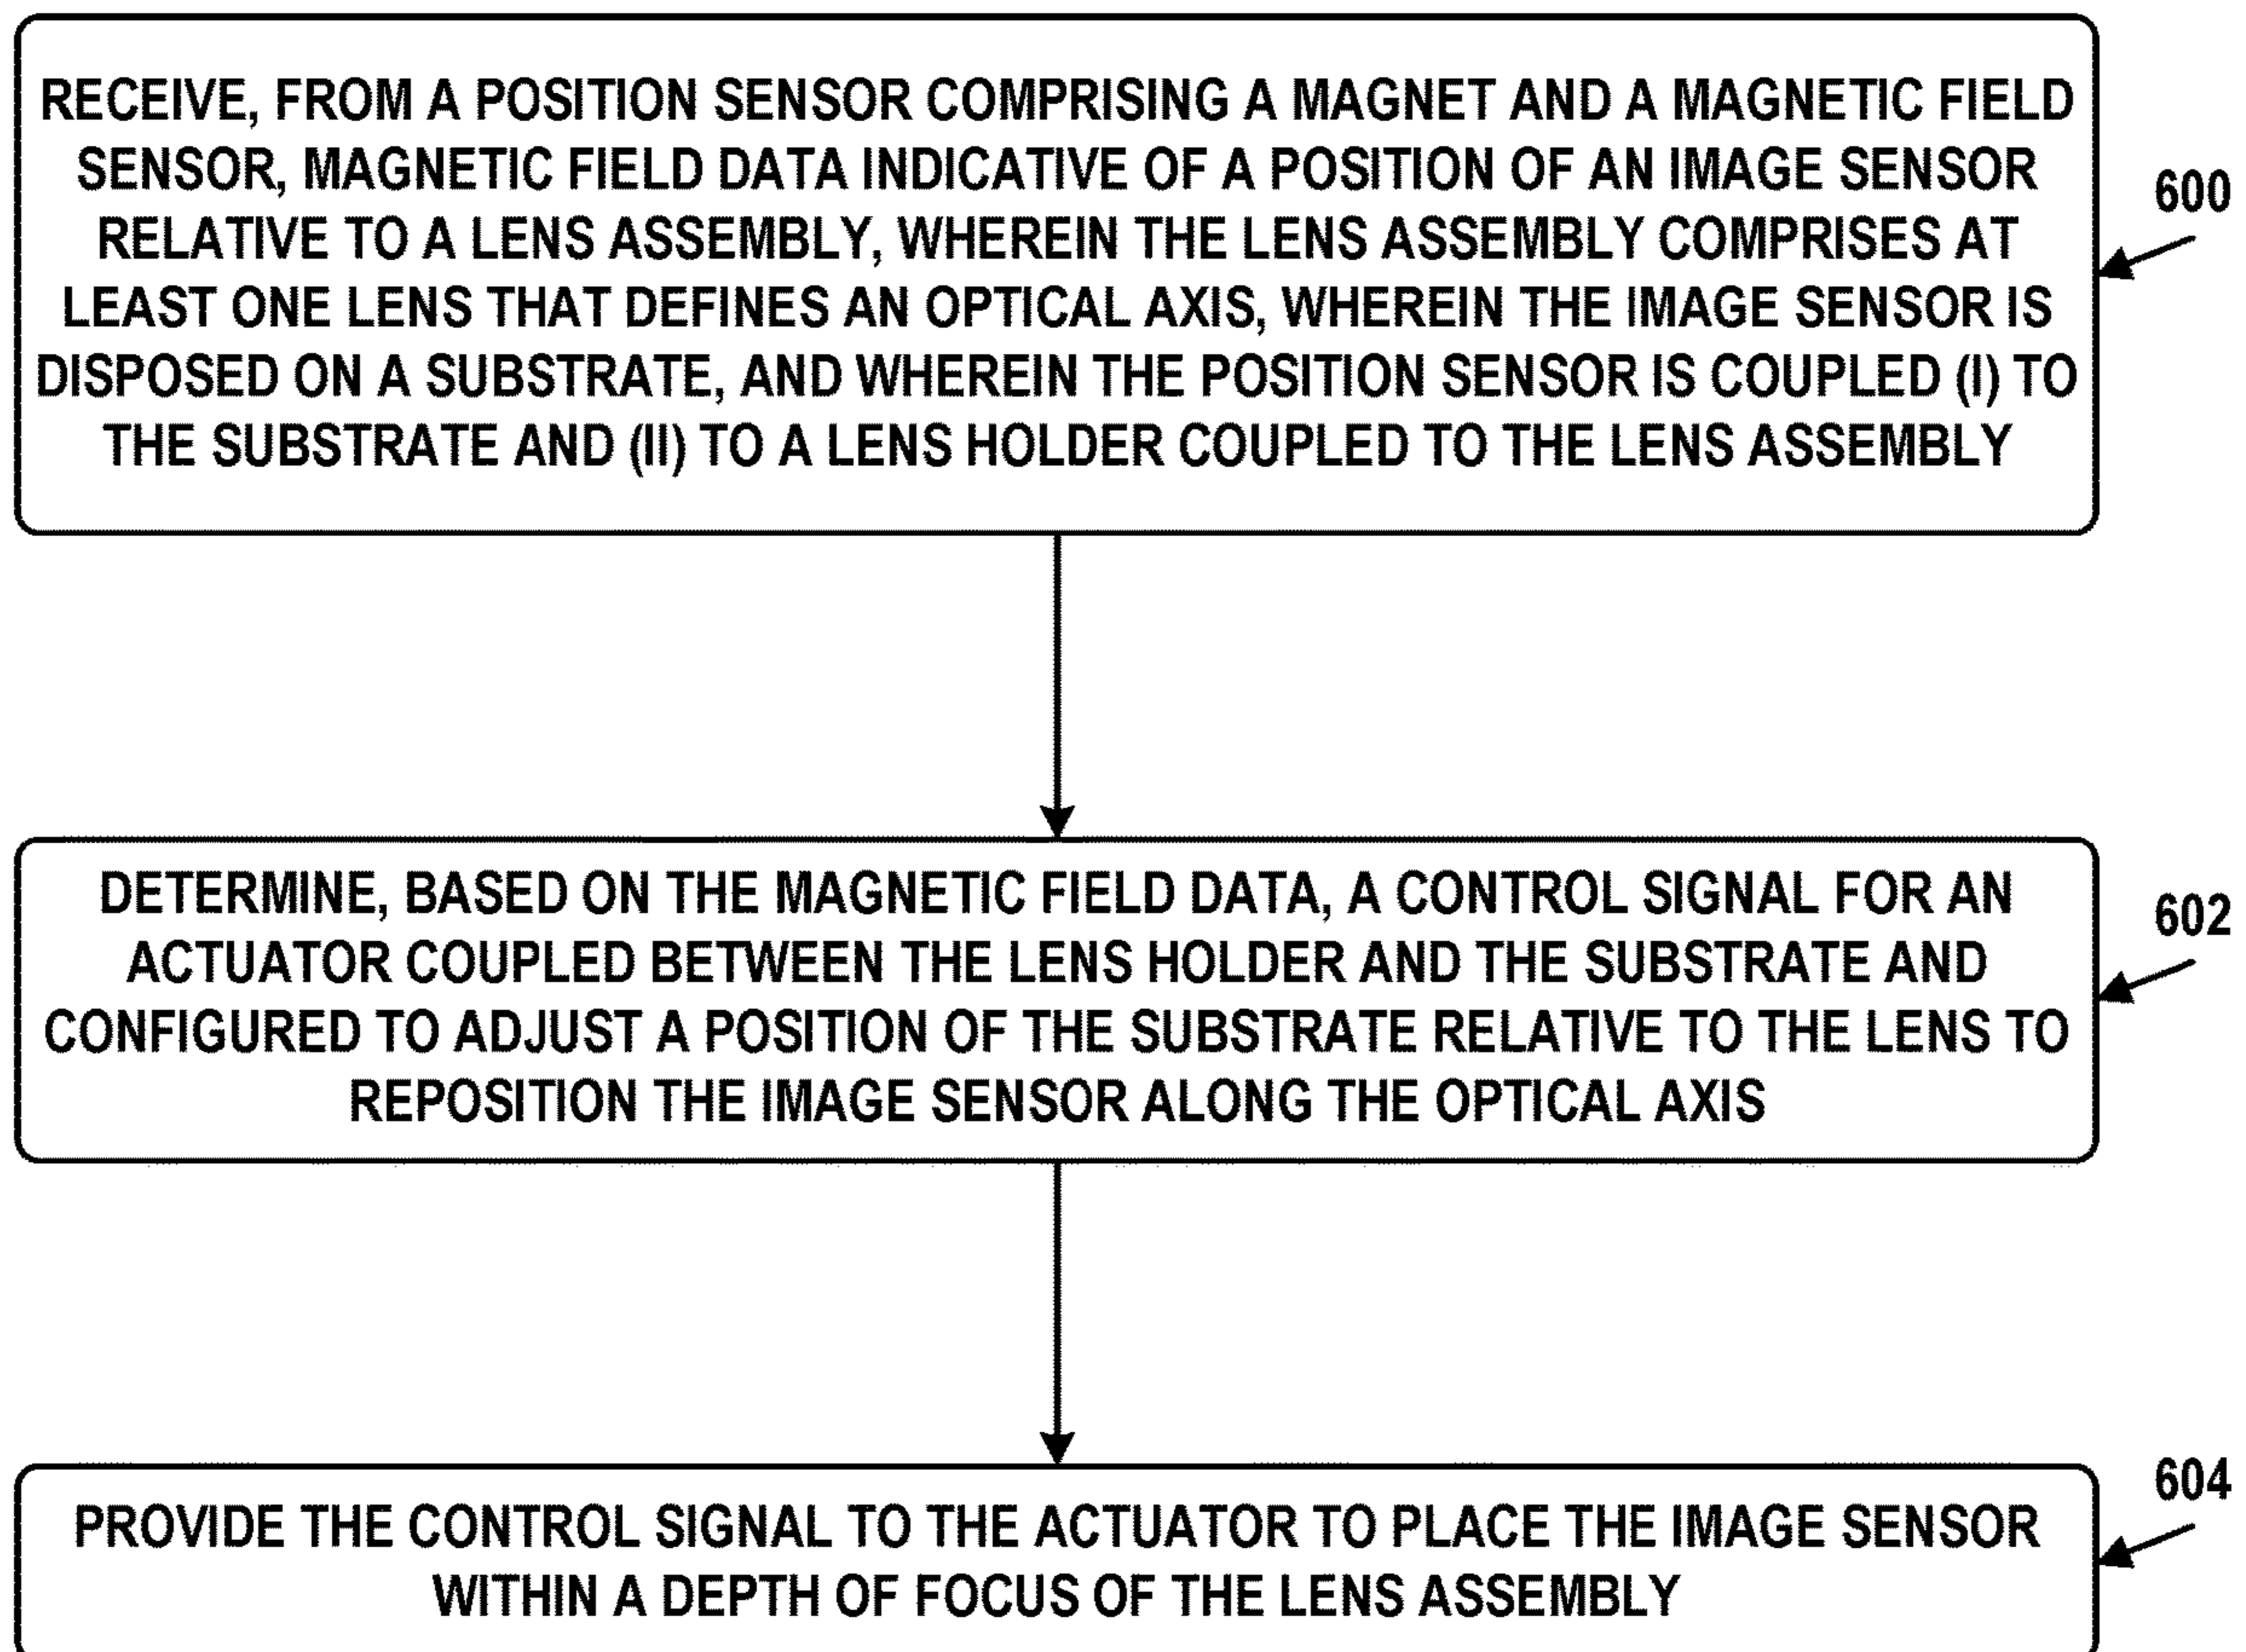 RECEIVE, FROM A POSITION SENSOR COMPRISING A MAGNET AND A MAGNETIC FIELD
SENSOR, MAGNETIC FIELD DATA INDICATIVE OF A POSITION OF AN IMAGE SENSOR
RELATIVE TO A LENS ASSEMBLY, WHEREIN THE LENS ASSEMBLY COMPRISES AT
LEAST ONE LENS THAT DEFINES AN OPTICAL AXIS, WHEREIN THE IMAGE SENSOR IS
DISPOSED ON A SUBSTRATE, AND WHEREIN THE POSITION SENSOR IS COUPLED (I) TO
THE SUBSTRATE AND (II) TO A LENS HOLDER COUPLED TO THE LENS ASSEMBLY
600
DETERMINE, BASED ON THE MAGNETIC FIELD DATA, A CONTROL SIGNAL FOR AN
ACTUATOR COUPLED BETWEEN THE LENS HOLDER AND THE SUBSTRATE AND
CONFIGURED TO ADJUST A POSITION OF THE SUBSTRATE RELATIVE TO THE LENS TO
REPOSITION THE IMAGE SENSOR ALONG THE OPTICAL AXIS
602
PROVIDE THE CONTROL SIGNAL TO THE ACTUATOR TO PLACE THE IMAGE SENSOR
WITHIN A DEPTH OF FOCUS OF THE LENS ASSEMBLY
604